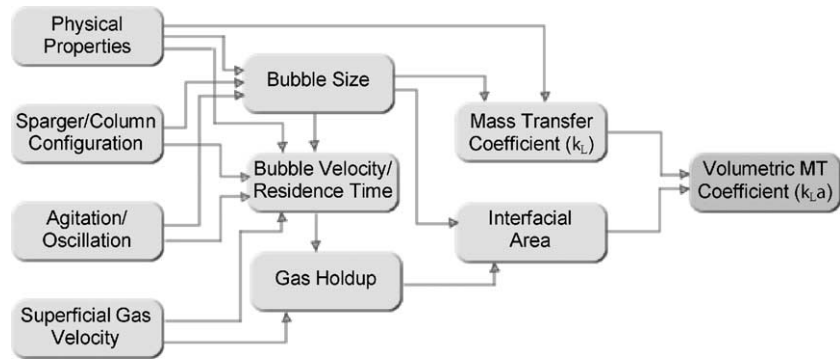 Physical
Properties
Bubble Size
Sparger/Column
Configuration
Mass Transfer
Coefficient (kL)
Bubble Velocity/
Residence Time
Volumetric MT
Coefficient (kLa)
Agitation/
Oscillation
Interfacial
Area
Gas Holdup
Superficial Gas
Velocity